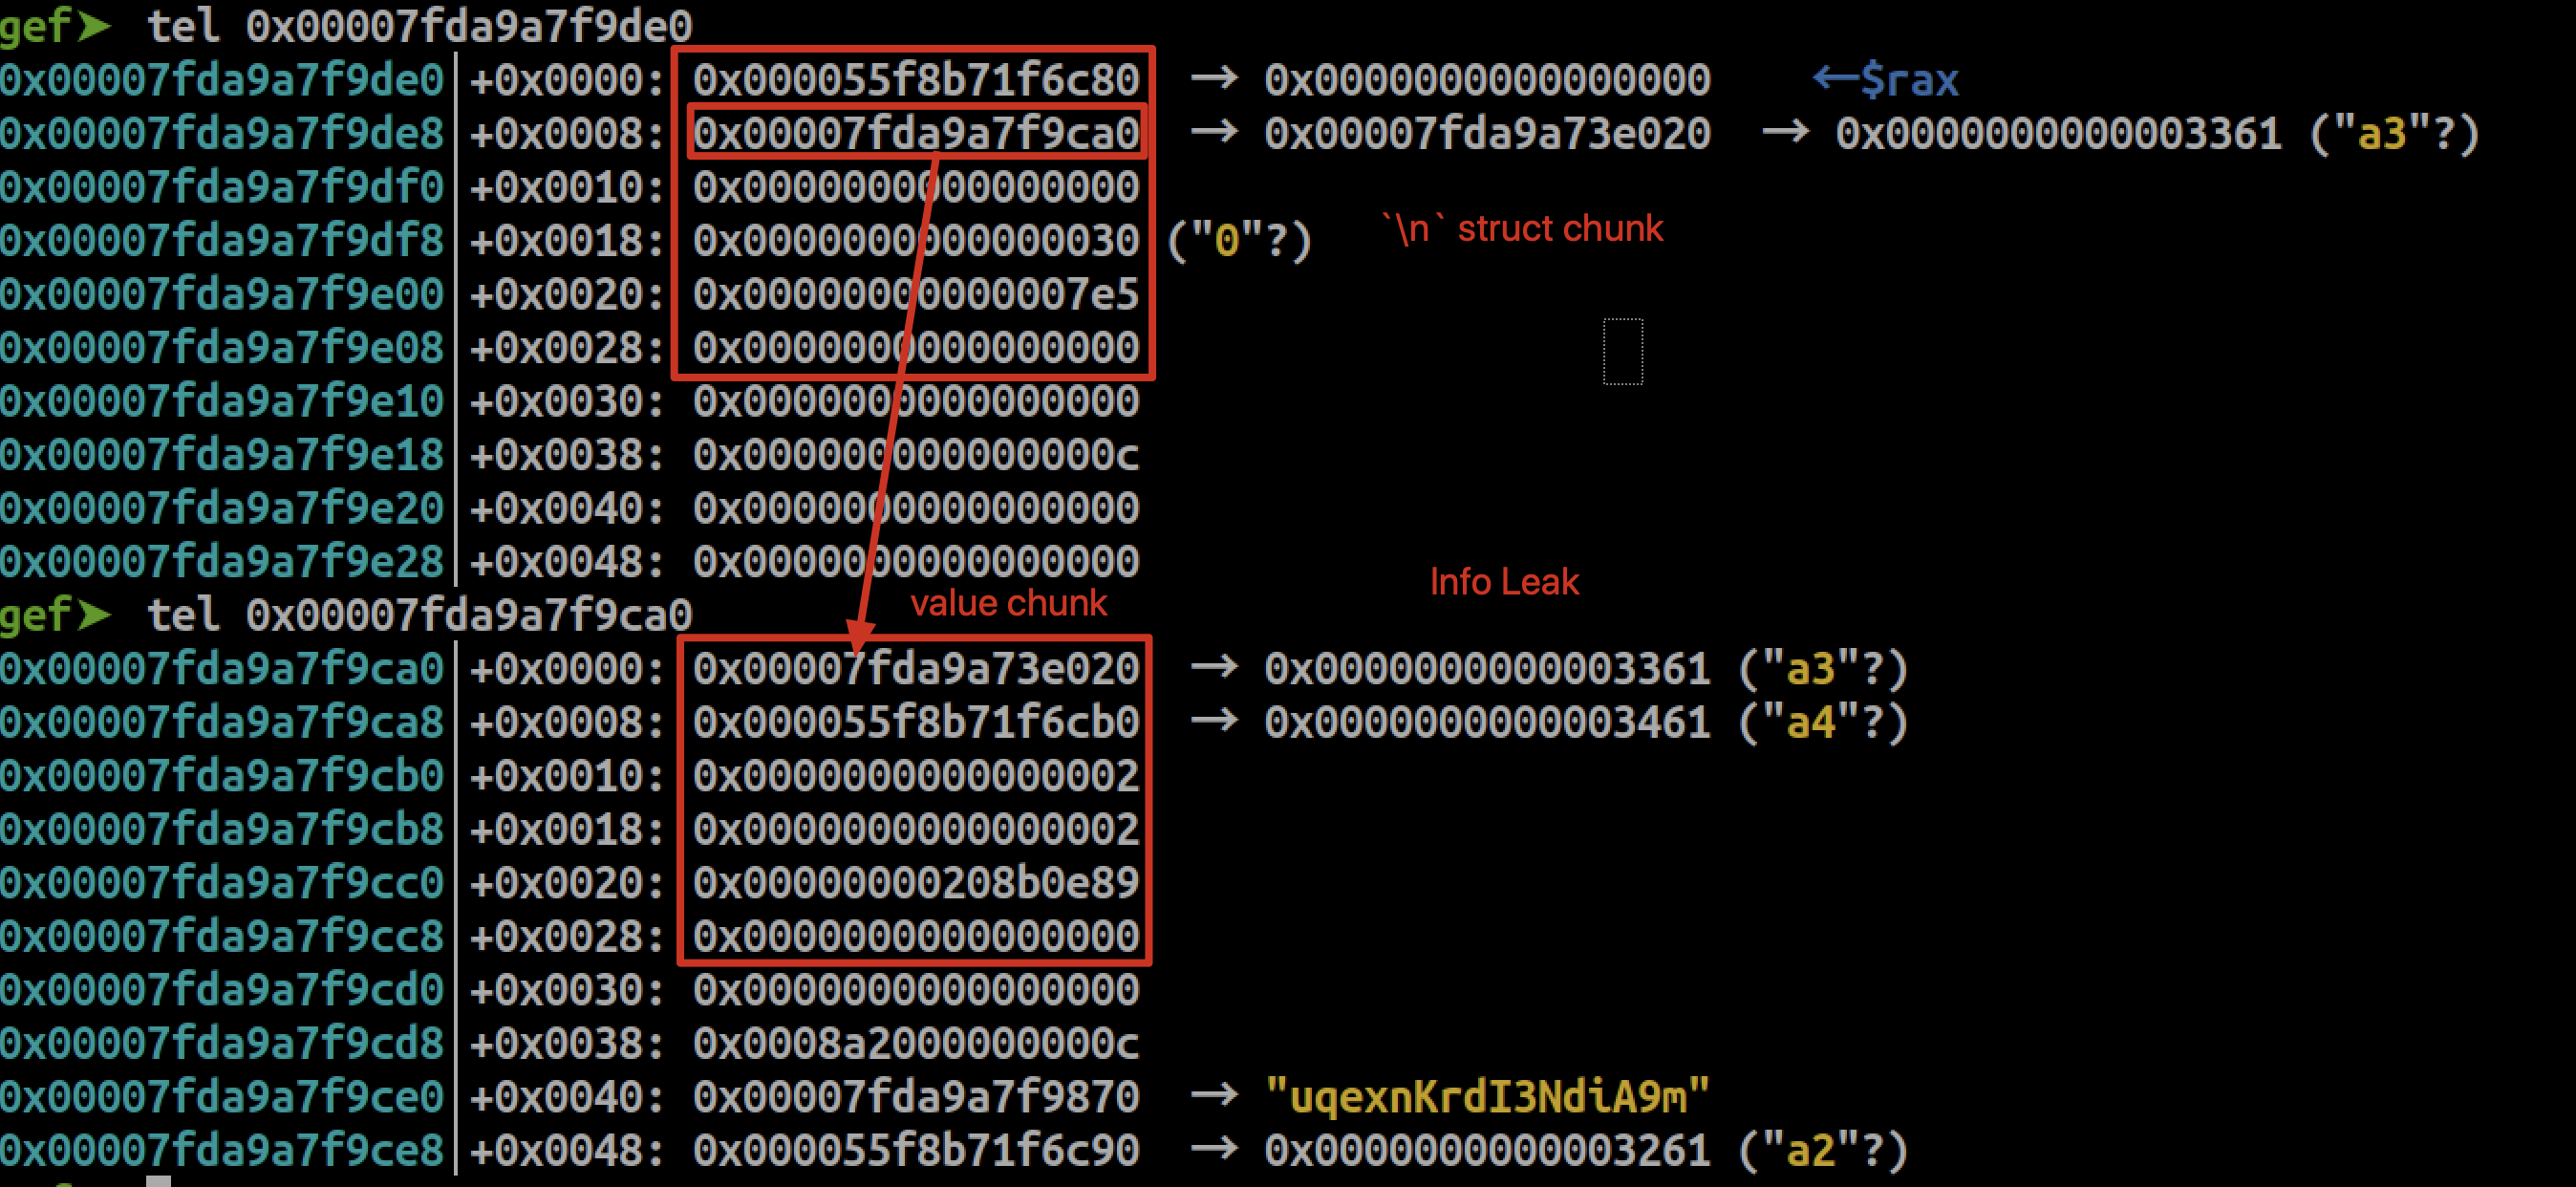 gef➤ tel 0x00007fda9a7f9de0
0x00007fda9a7f9de0│+0x0000: 0x000055f8b71f6c80 → 0x0000000000000000 ←$rax
0x00007fda9a7f9de8│+0x0008: 0x00007fda9a7f9ca0 → 0x00007fda9a73e020 → 0x0000000000003361 ("a3"?)
0x00007fda9a7f9df0│+0x0010: 0x0000000000000000
0x00007fda9a7f9df8│+0x0018: 0x0000000000000030 ("0"?) `\n` struct chunk
0x00007fda9a7f9e00│+0x0020: 0x00000000000007e5
0x00007fda9a7f9e08│+0x0028: 0x0000000000000000
0x00007fda9a7f9e10│+0x0030: 0x0000000000000000
0x00007fda9a7f9e18│+0x0038: 0x000000000000000c
0x00007fda9a7f9e20│+0x0040: 0x0000000000000000
0x00007fda9a7f9e28│+0x0048: 0x0000000000000000
Info Leak
value chunk
gef➤ tel 0x00007fda9a7f9ca0
0x00007fda9a7f9ca0│+0x0000: 0x00007fda9a73e020 → 0x0000000000003361 ("a3"?)
0x00007fda9a7f9ca8│+0x0008: 0x000055f8b71f6cb0 → 0x0000000000003461 ("a4"?)
0x00007fda9a7f9cb0│+0x0010: 0x0000000000000002
0x00007fda9a7f9cb8│+0x0018: 0x0000000000000002
0x00007fda9a7f9cc0│+0x0020: 0x00000000208b0e89
0x00007fda9a7f9cc8│+0x0028: 0x0000000000000000
0x00007fda9a7f9cd0│+0x0030: 0x0000000000000000
0x00007fda9a7f9cd8│+0x0038: 0x0008a2000000000c
0x00007fda9a7f9ce0│+0x0040: 0x00007fda9a7f9870 → "uqexnKrdI3NdiA9m"
0x00007fda9a7f9ce8│+0x0048: 0x000055f8b71f6c90 → 0x0000000000003261 ("a2"?)